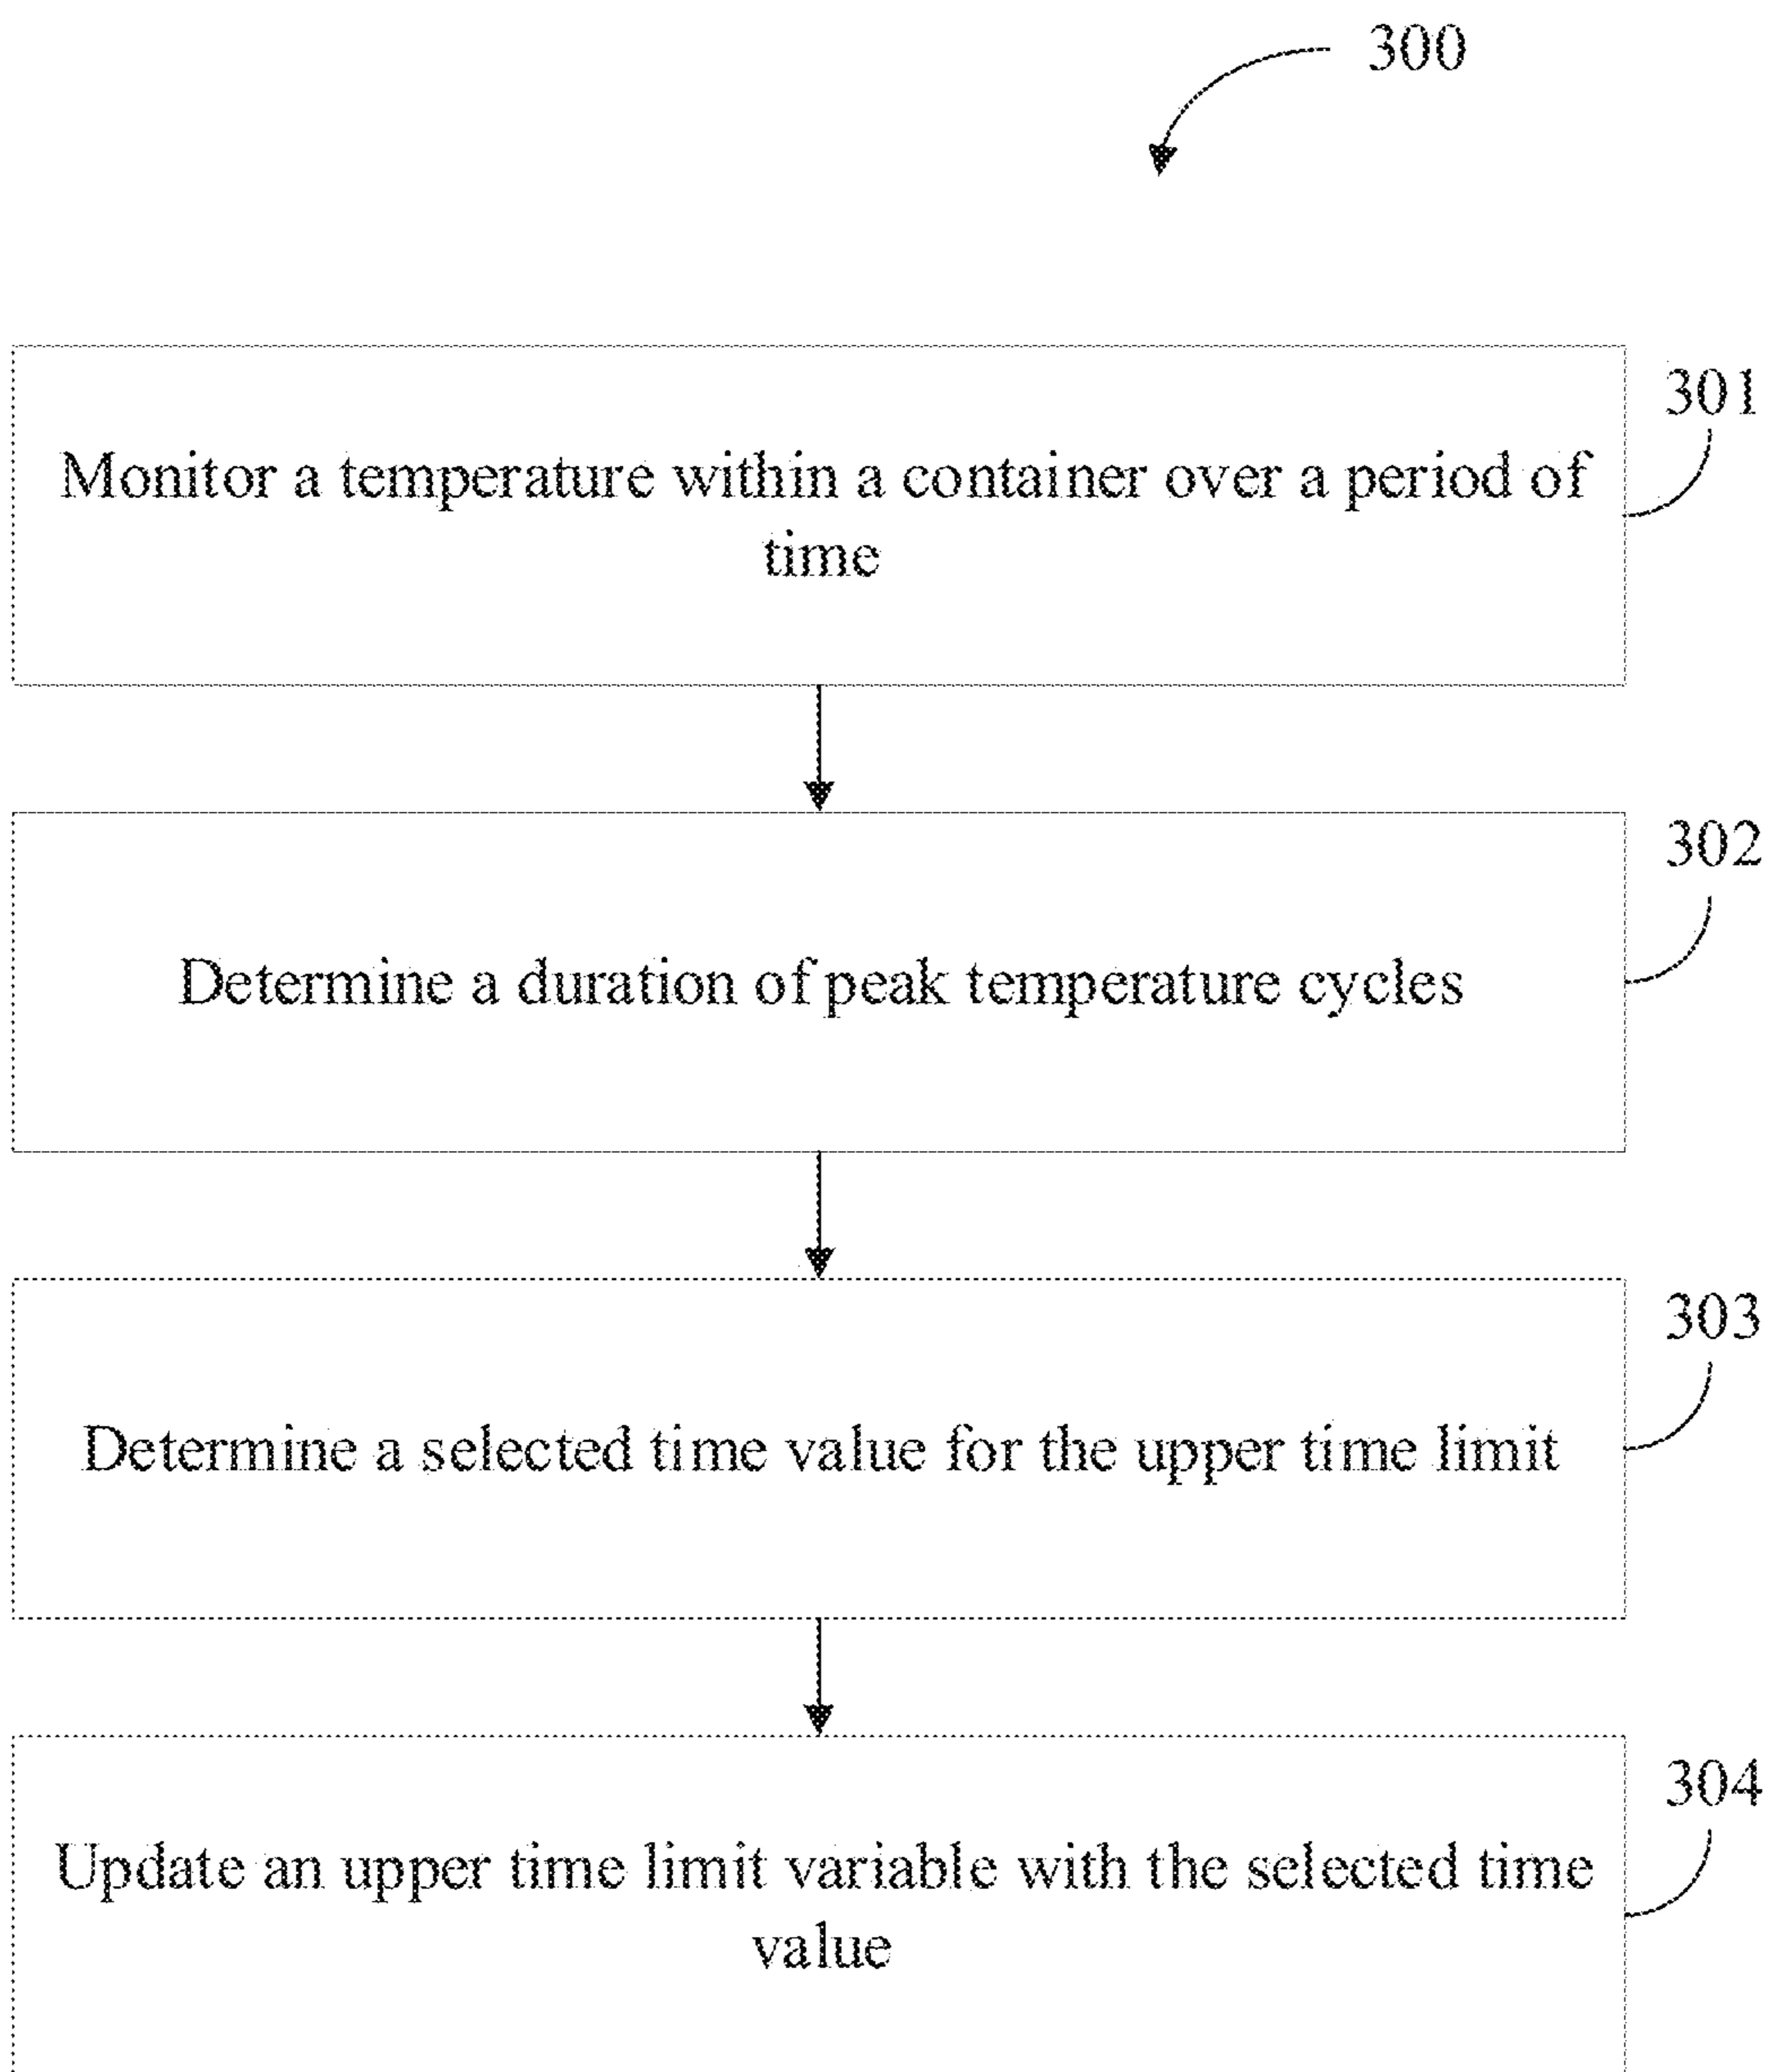 300
301
Monitor a temperature within a container over a period of
time
302
Determine a duration of peak temperature cycles
303
Determine a selected time value for the upper time limit
304
Update an upper time limit variable with the selected time
value